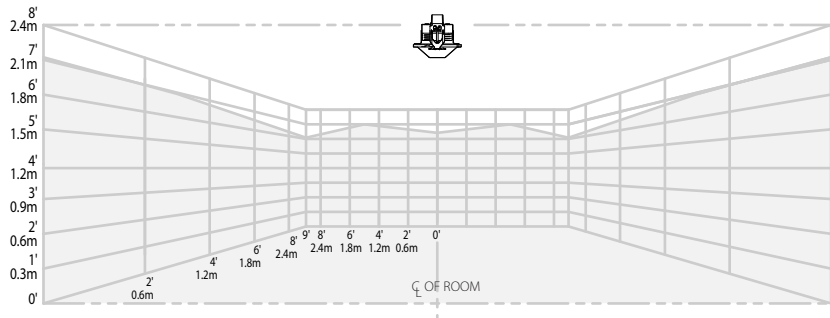 8'
2.4m
7'
2.1m
6'
1.8m
5'
1.5m
4'
1.2m
3'
0.9m
2'
0.6m
1'
0.3m
0'
2'
0.6m
4'
1.2m
6'
1.8m
8'
2.4m
9' 8' 6' 4' 2' 0'
2.4m 1.8m 1.2m 0.6m
℄ OF ROOM